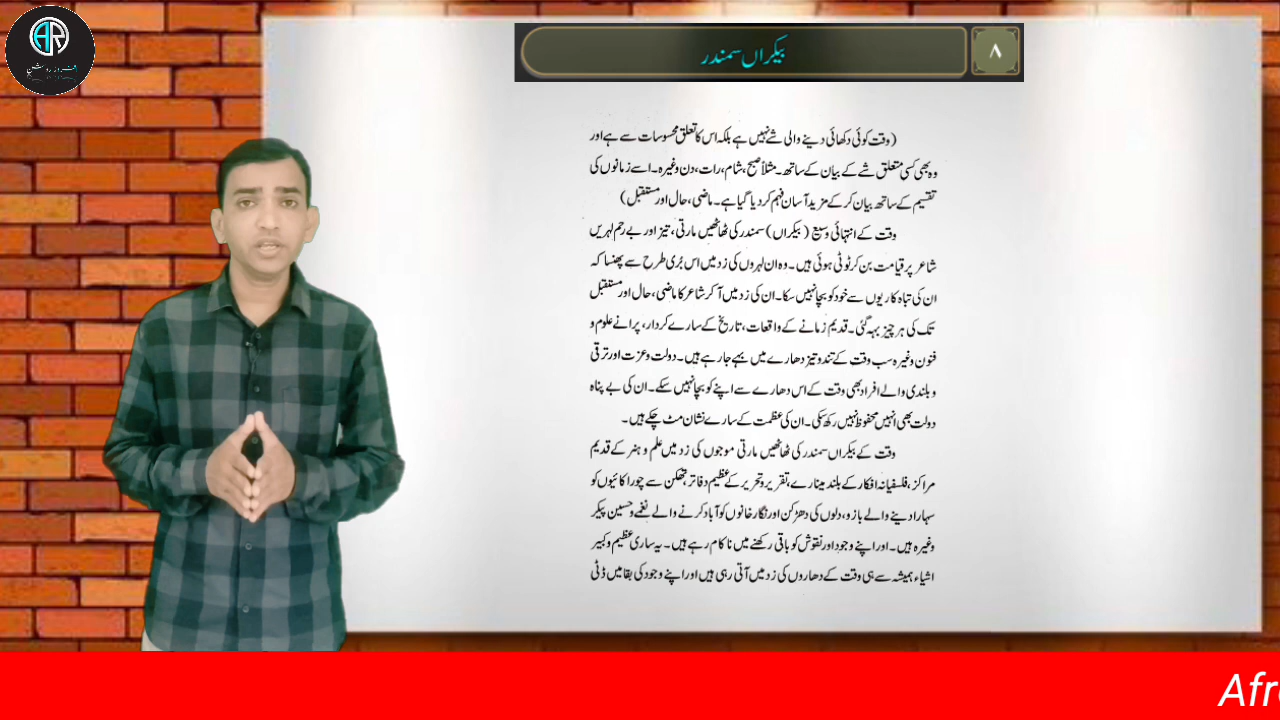 AR
افروز روشنی
بیکراں سمندر
۸
(وقت کوئی دکھائی دینے والی شے نہیں ہے بلکہ اس کا تعلق محسوسات سے ہے اور
وہ بھی کسی متعلق شے کے بیان کے ساتھ۔ مثلاً صبح، شام، رات، دن وغیرہ۔ اسے زمانوں کی
تقسیم کے ساتھ بیان کر کے مزید آسان فہم کر دیا گیا ہے۔ ماضی، حال اور مستقبل)
وقت کے انتہائی وسیع (بیکراں) سمندر کی ٹھاٹھیں مارتی، تیز اور بے رحم لہریں
شاعر پر قیامت بن کر ٹوٹی ہوئی ہیں۔ وہ ان لہروں کی زد میں اس بُری طرح سے پھنسا کہ
ان کی تباہ کاریوں سے خود کو بچا نہیں سکا۔ ان کی زد میں آ کر شاعر کا ماضی، حال اور مستقبل
تک کی ہر چیز بہہ گئی۔ قدیم زمانے کے واقعات، تاریخ کے سارے کردار، پرانے علوم و
فنون وغیرہ سب وقت کے تند و تیز دھارے میں بہے جا رہے ہیں۔ دولت و عزت اور ترقی
و بلندی والے افراد بھی وقت کے اس دھارے سے اپنے کو بچا نہیں سکے۔ ان کی بے پناہ
دولت بھی انہیں محفوظ نہیں رکھ سکی۔ ان کی عظمت کے سارے نشان مٹ چکے ہیں۔
وقت کے بیکراں سمندر کی ٹھاٹھیں مارتی موجوں کی زد میں علم و ہنر کے قدیم
مراکز، فلسفیانہ افکار کے بلند مینارے، تقریر و تحریر کے عظیم دفاتر، تھکن سے چور اکائیوں کو
سہارا دینے والے بازو، دلوں کی دھڑکن اور نگار خانوں کو آباد کرنے والے نغمے و حسین پیکر
وغیرہ ہیں۔ اور اپنے وجود اور نقوش کو باقی رکھنے میں ناکام رہے ہیں۔ یہ ساری عظیم و کبیر
اشیاء ہمیشہ سے ہی وقت کے دھاروں کی زد میں آتی رہی ہیں اور اپنے وجود کی بقا میں ڈٹی
Afr